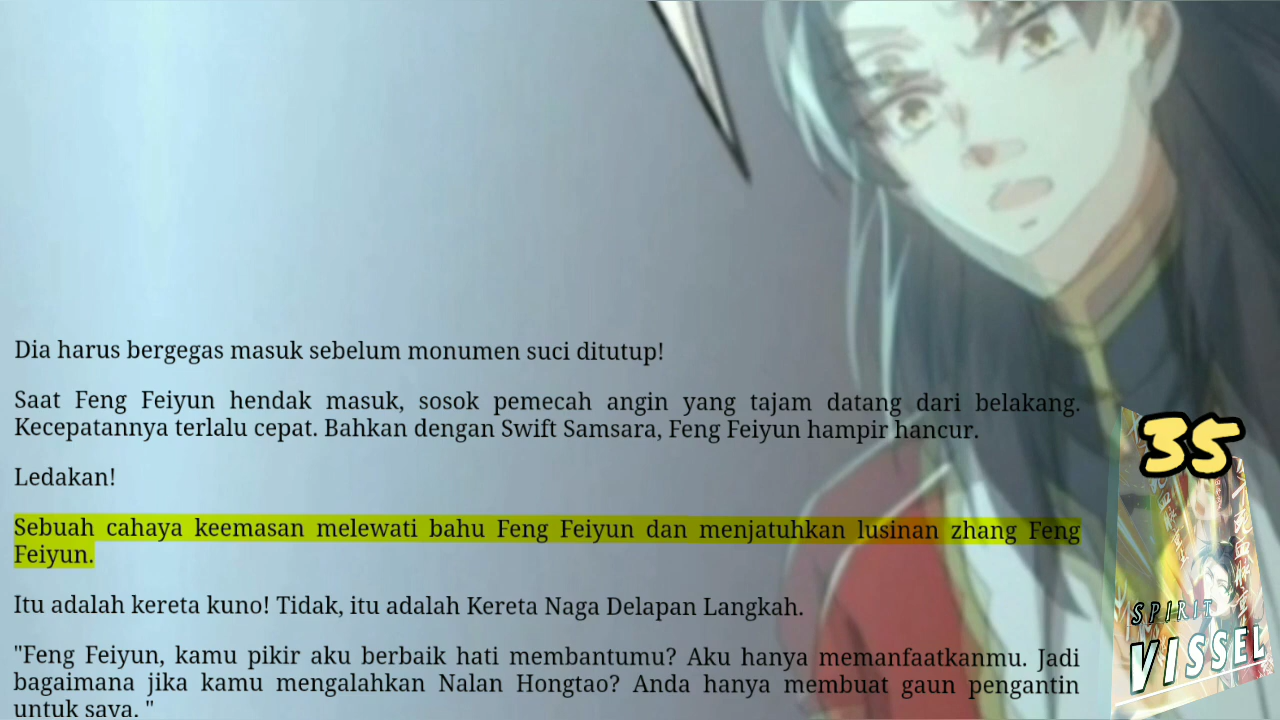 Dia harus bergegas masuk sebelum monumen suci ditutup!
Saat Feng Feiyun hendak masuk, sosok pemecah angin yang tajam datang dari belakang.
Kecepatannya terlalu cepat. Bahkan dengan Swift Samsara, Feng Feiyun hampir hancur.
Ledakan!
Sebuah cahaya keemasan melewati bahu Feng Feiyun dan menjatuhkan lusinan zhang Feng
Feiyun.
Itu adalah kereta kuno! Tidak, itu adalah Kereta Naga Delapan Langkah.
"Feng Feiyun, kamu pikir aku berbaik hati membantumu? Aku hanya memanfaatkanmu. Jadi
bagaimana jika kamu mengalahkan Nalan Hongtao? Anda hanya membuat gaun pengantin
untuk saya. "
35
SPIRIT
VISSEL